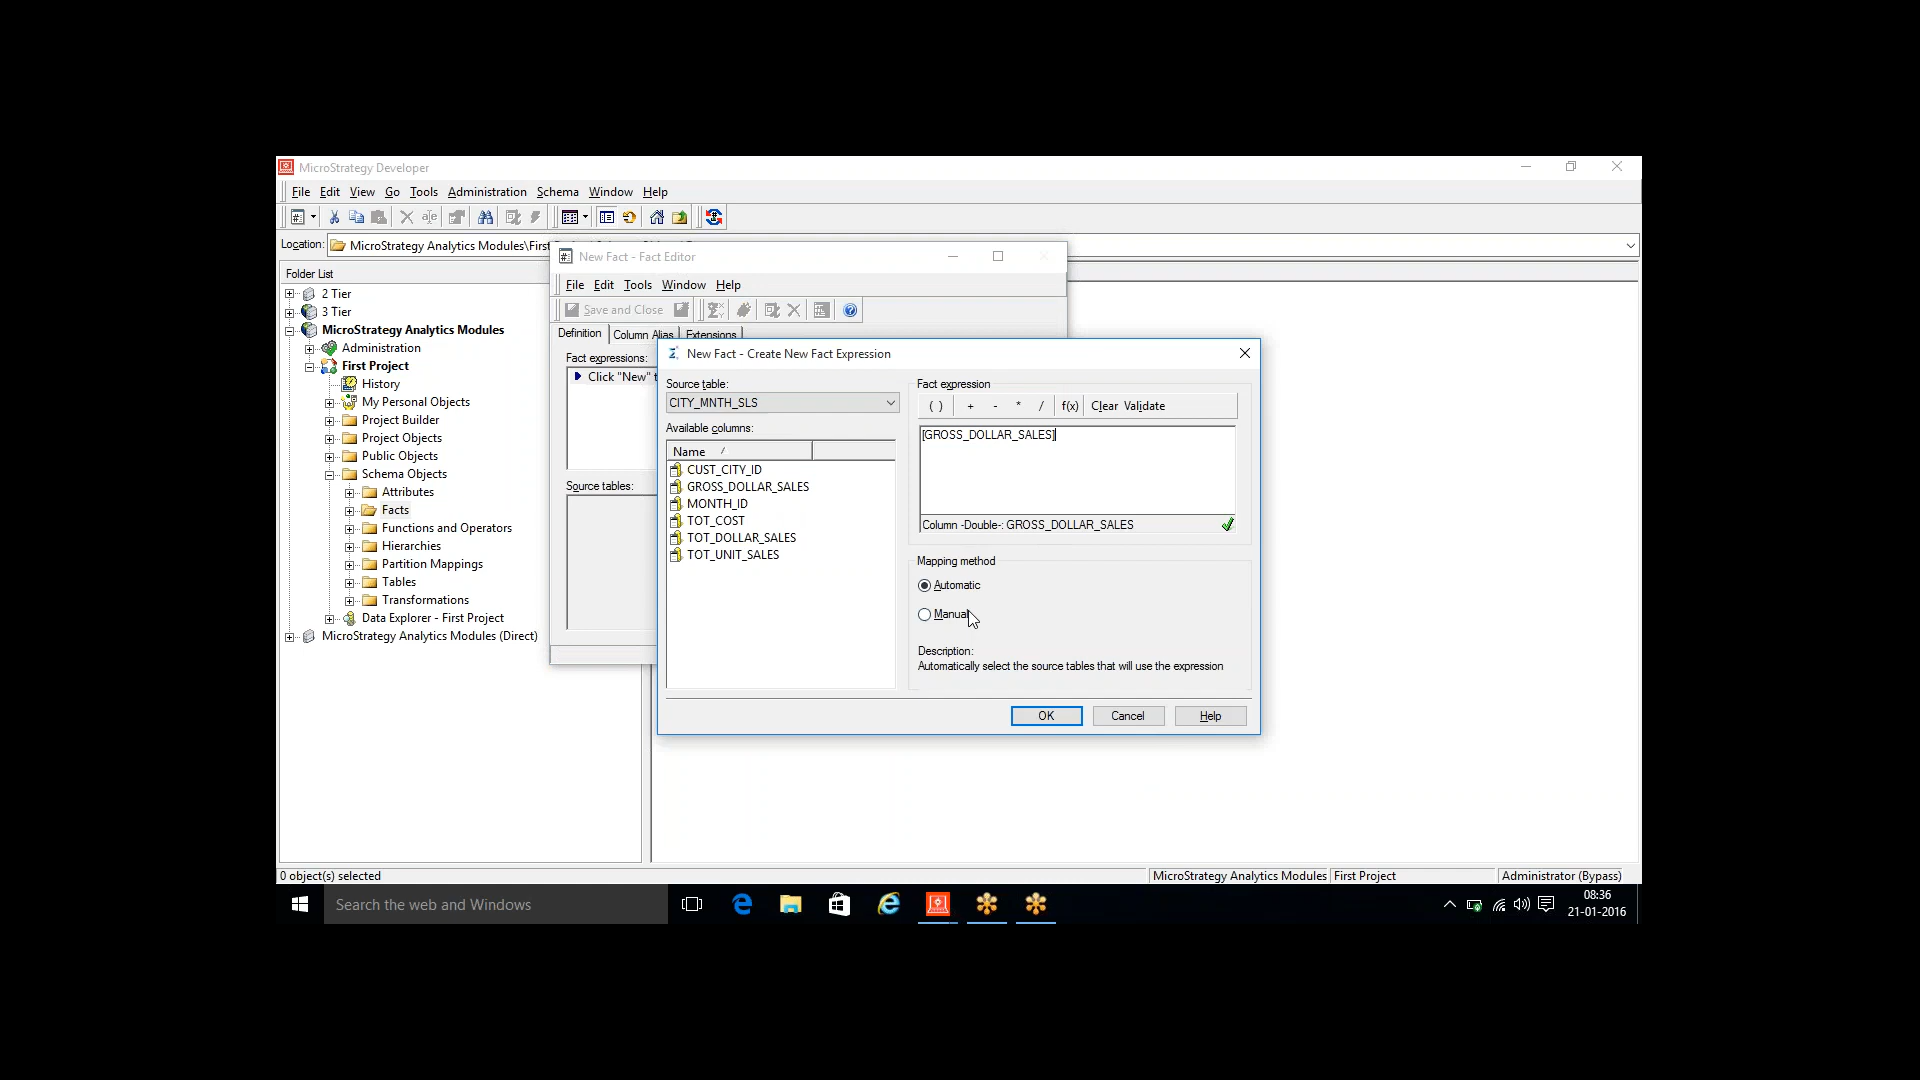 MicroStrategy Developer
File Edit View Go Tools Administration Schema Window Help
Location: MicroStrategy Analytics Modules\First
Folder List
2 Tier
3 Tier
MicroStrategy Analytics Modules
Administration
First Project
History
My Personal Objects
Project Builder
Project Objects
Public Objects
Schema Objects
Attributes
Facts
Functions and Operators
Hierarchies
Partition Mappings
Tables
Transformations
Data Explorer - First Project
MicroStrategy Analytics Modules (Direct)
New Fact - Fact Editor
File Edit Tools Window Help
Save and Close
Definition Column Alias Extensions
Fact expressions:
Click "New" t
Source tables:
New Fact - Create New Fact Expression
Source table:
CITY_MNTH_SLS
Available columns:
Name
CUST_CITY_ID
GROSS_DOLLAR_SALES
MONTH_ID
TOT_COST
TOT_DOLLAR_SALES
TOT_UNIT_SALES
Fact expression
( ) + - * / f(x) Clear Validate
[GROSS_DOLLAR_SALES]
Column -Double-: GROSS_DOLLAR_SALES
Mapping method
Automatic
Manual
Description:
Automatically select the source tables that will use the expression
OK Cancel Help
0 object(s) selected
MicroStrategy Analytics Modules First Project Administrator (Bypass)
Search the web and Windows
08:36
21-01-2016